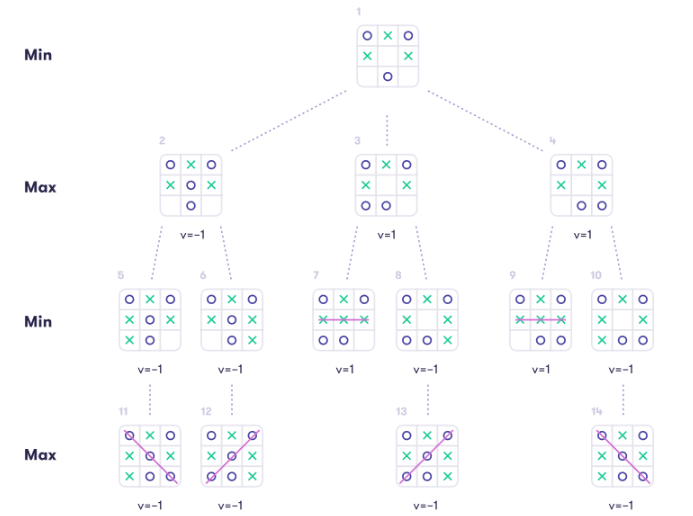 1
Min
2 3 4
Max
v=-1 v=1 v=1
5 6 7 8 9 10
Min
v=-1 v=-1 v=1 v=-1 v=1 v=-1
11 12 13 14
Max
v=-1 v=-1 v=-1 v=-1